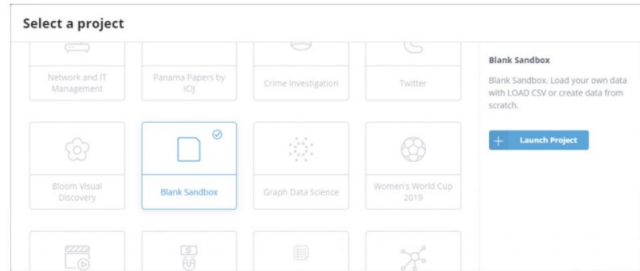 Select a project
Network and IT
Management
Panama Papers by
ICIJ
Crime Investigation
Twitter
Bloom Visual
Discovery
Blank Sandbox
Graph Data Science
Women's World Cup
2019
Blank Sandbox
Blank Sandbox. Load your own data
with LOAD CSV or create data from
scratch.
+ Launch Project